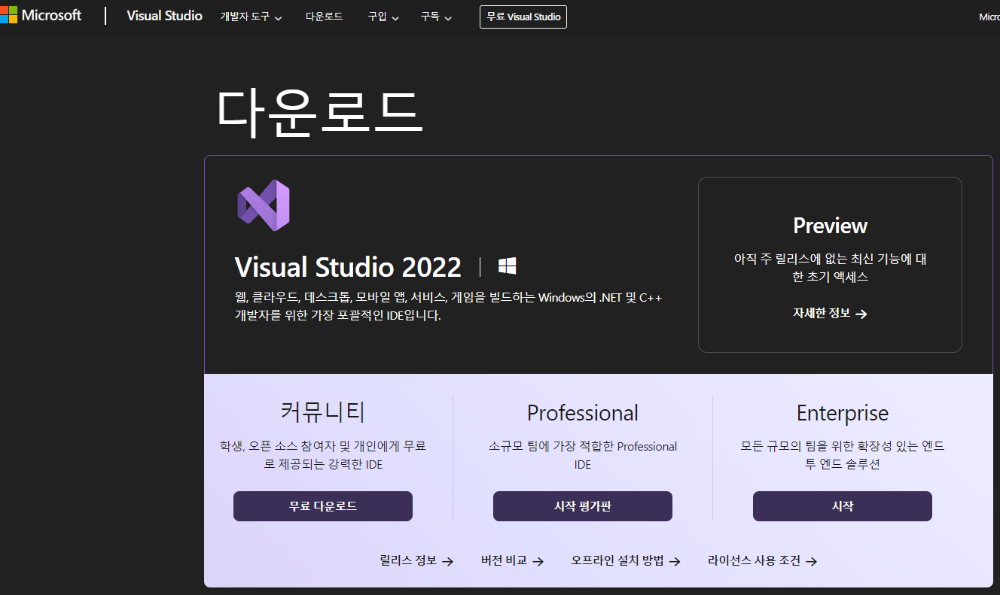 Microsoft
Visual Studio
개발자 도구
다운로드
구입
구독
무료 Visual Studio
다운로드
Visual Studio 2022
웹, 클라우드, 데스크톱, 모바일 앱, 서비스, 게임을 빌드하는 Windows의 .NET 및 C++
개발자를 위한 가장 포괄적인 IDE입니다.
Preview
아직 주 릴리스에 없는 최신 기능에 대
한 초기 액세스
자세한 정보 →
커뮤니티
학생, 오픈 소스 참여자 및 개인에게 무료
로 제공되는 강력한 IDE
무료 다운로드
Professional
소규모 팀에 가장 적합한 Professional
IDE
시작 평가판
Enterprise
모든 규모의 팀을 위한 확장성 있는 엔드
투 엔드 솔루션
시작
릴리스 정보 →
버전 비교 →
오프라인 설치 방법 →
라이선스 사용 조건 →